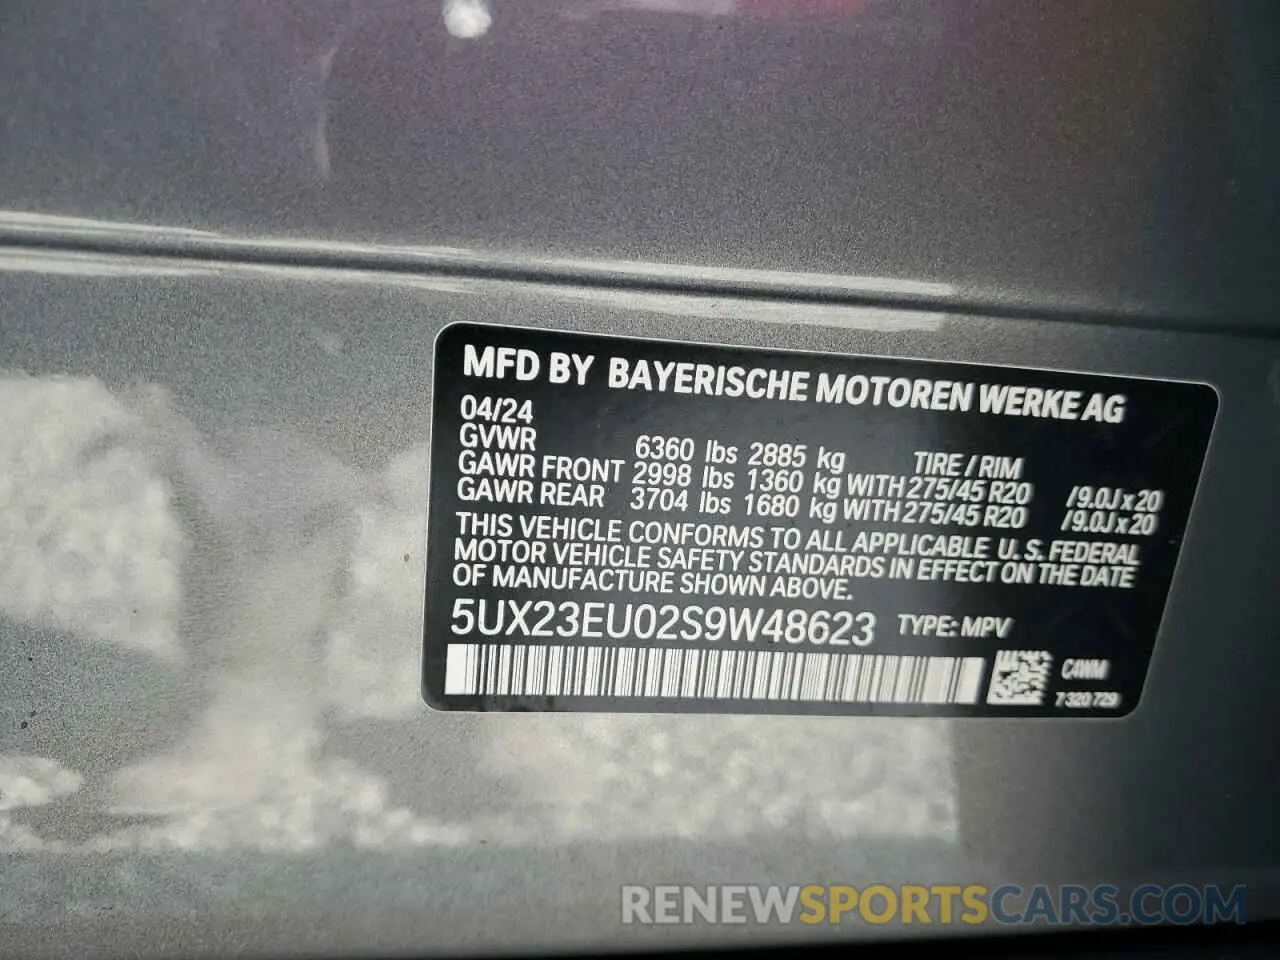 MFD BY BAYERISCHE MOTOREN WERKE AG
04/24
GVWR 6360 lbs 2885 kg TIRE / RIM
GAWR FRONT 2998 lbs 1360 kg WITH 275/45 R20 /9.0J x 20
GAWR REAR 3704 lbs 1680 kg WITH 275/45 R20 /9.0J x 20
THIS VEHICLE CONFORMS TO ALL APPLICABLE U. S. FEDERAL
MOTOR VEHICLE SAFETY STANDARDS IN EFFECT ON THE DATE
OF MANUFACTURE SHOWN ABOVE.
5UX23EU02S9W48623 TYPE: MPV
C4WM
7320729
RENEWSPORTSCARS.COM